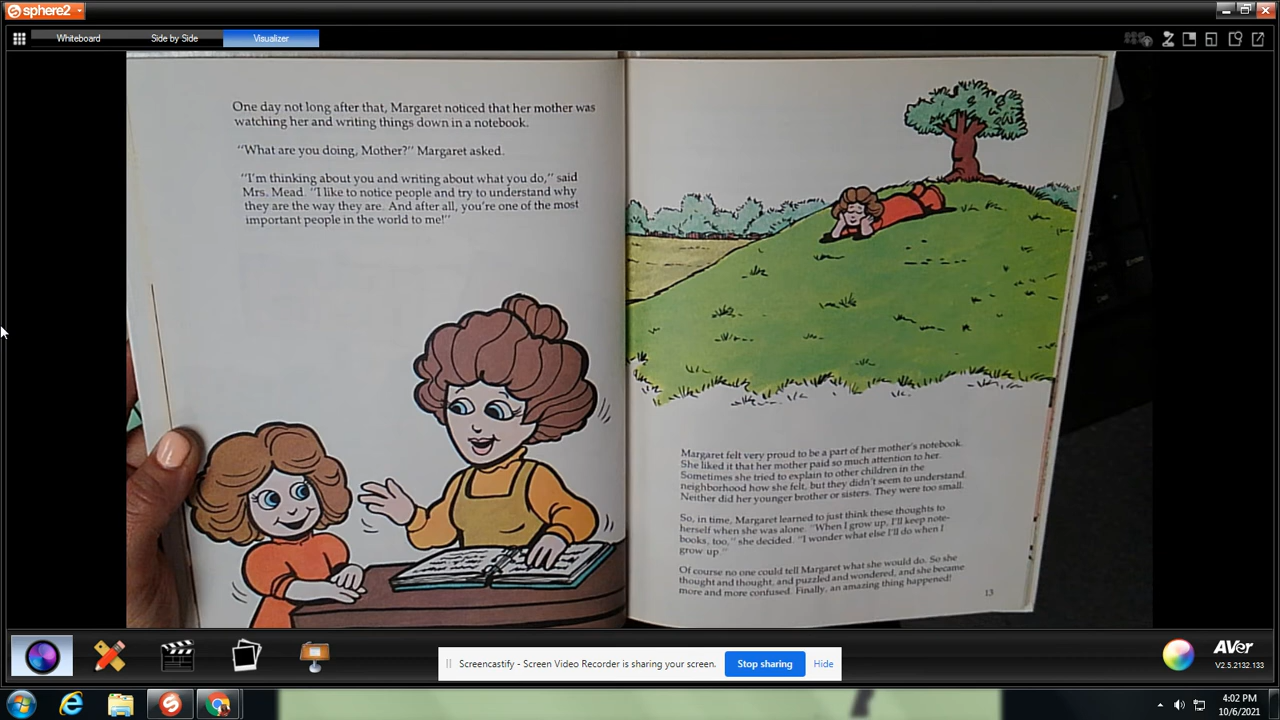 sphere2
Whiteboard
Side by Side
Visualizer
One day not long after that, Margaret noticed that her mother was
watching her and writing things down in a notebook.
“What are you doing, Mother?” Margaret asked.
“I’m thinking about you and writing about what you do,” said
Mrs. Mead. “I like to notice people and try to understand why
they are the way they are. And after all, you’re one of the most
important people in the world to me!”
Margaret felt very proud to be a part of her mother’s notebook.
She liked it that her mother paid so much attention to her.
Sometimes she tried to explain to other children in the
neighborhood how she felt, but they didn’t seem to understand.
Neither did her younger brother or sisters. They were too small.
So, in time, Margaret learned to just think these thoughts to
herself when she was alone. “When I grow up, I’ll keep note-
books, too,” she decided. “I wonder what else I’ll do when I
grow up.”
Of course no one could tell Margaret what she would do. So she
thought and thought, and puzzled and wondered, and she became
more and more confused. Finally, an amazing thing happened!
13
Screencastify - Screen Video Recorder is sharing your screen.
Stop sharing
Hide
AVer
V2.5.2132.133
4:02 PM
10/6/2021